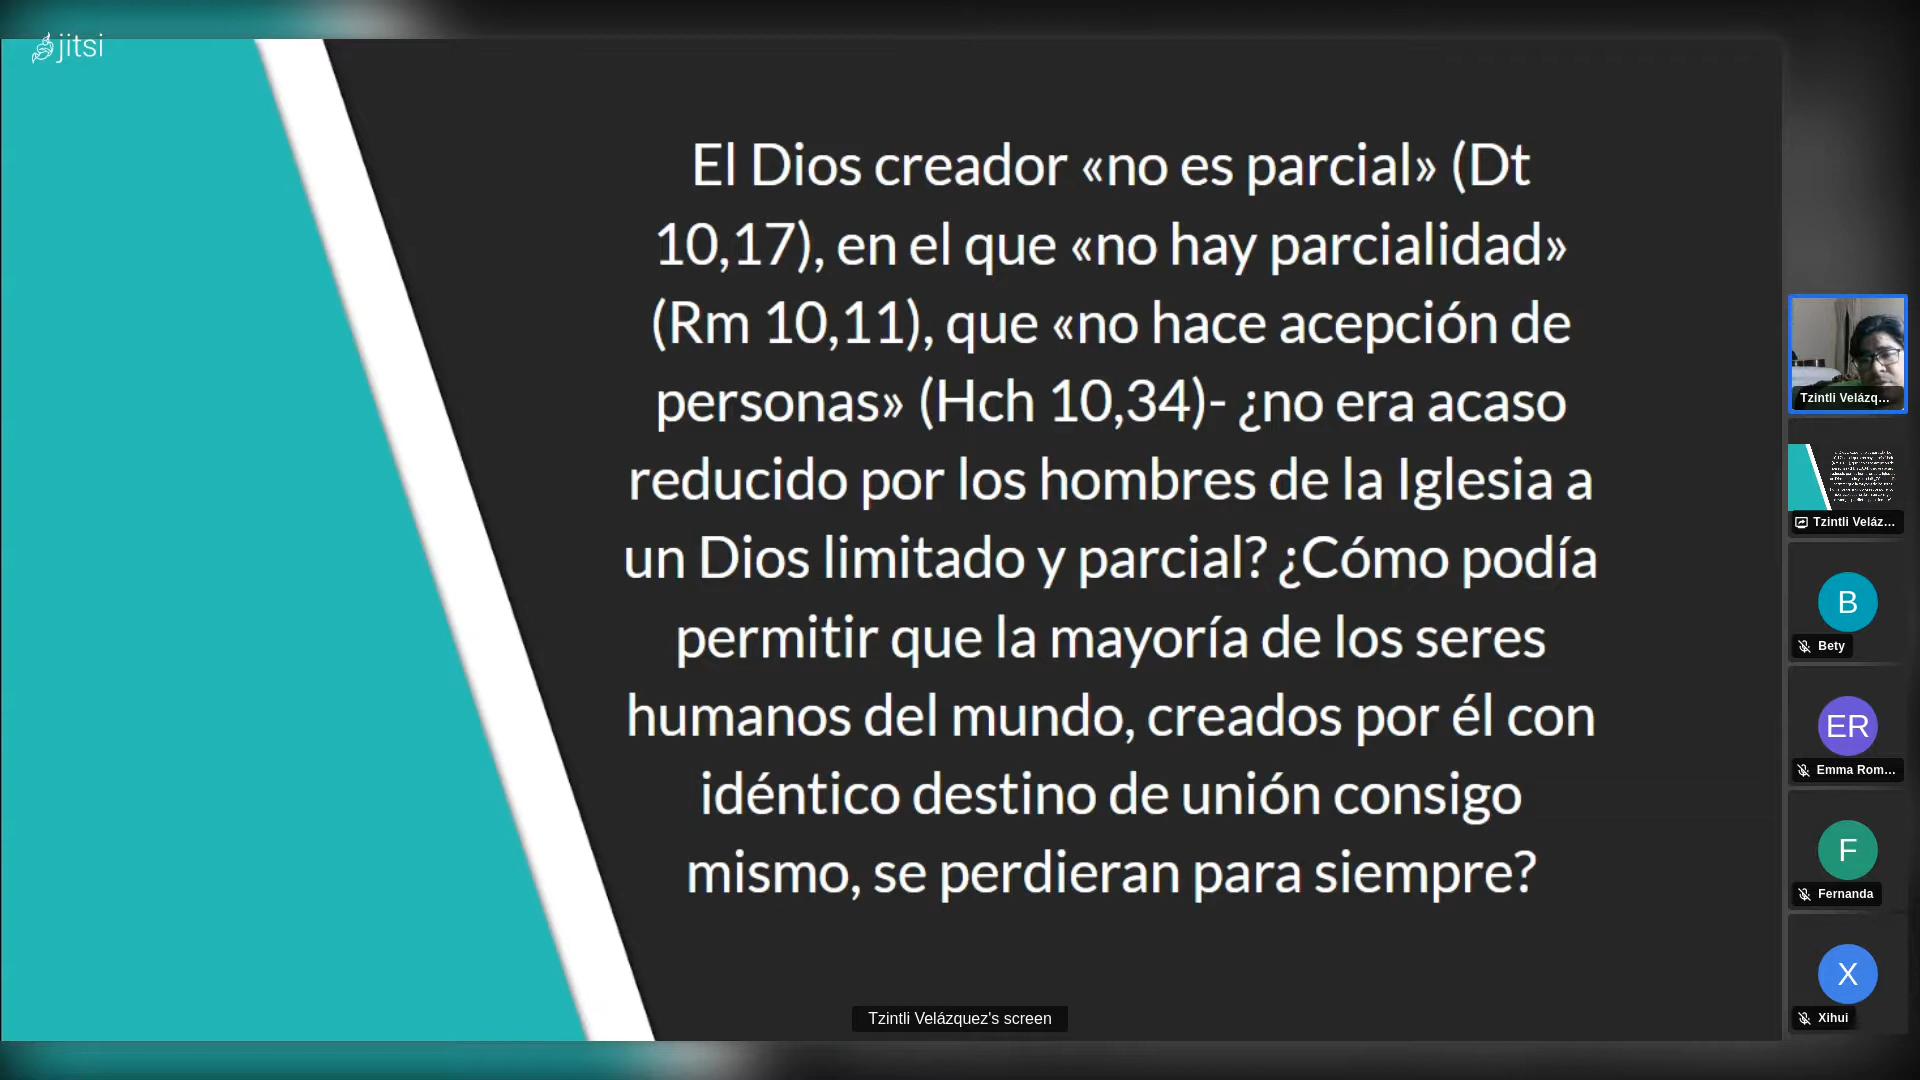 jitsi
El Dios creador «no es parcial» (Dt
10,17), en el que «no hay parcialidad»
(Rm 10,11), que «no hace acepción de
personas» (Hch 10,34)- ¿no era acaso
reducido por los hombres de la Iglesia a
un Dios limitado y parcial? ¿Cómo podía
permitir que la mayoría de los seres
humanos del mundo, creados por él con
idéntico destino de unión consigo
mismo, se perdieran para siempre?
Tzintli Velázquez's screen
Tzintli Velázq...
Tzintli Veláz...
B
Bety
ER
Emma Rom...
F
Fernanda
X
Xihui